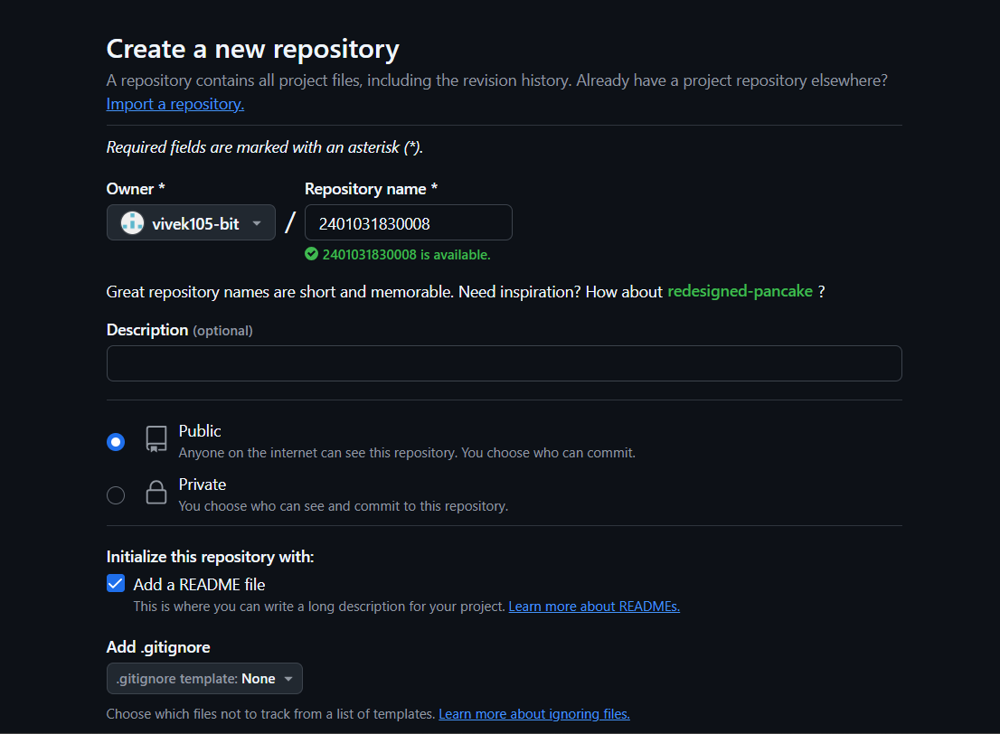 Create a new repository
A repository contains all project files, including the revision history. Already have a project repository elsewhere?
Import a repository.
Required fields are marked with an asterisk (*).
Owner * Repository name *
vivek105-bit / 2401031830008
2401031830008 is available.
Great repository names are short and memorable. Need inspiration? How about redesigned-pancake ?
Description (optional)
Public
Anyone on the internet can see this repository. You choose who can commit.
Private
You choose who can see and commit to this repository.
Initialize this repository with:
Add a README file
This is where you can write a long description for your project. Learn more about READMEs.
Add .gitignore
.gitignore template: None
Choose which files not to track from a list of templates. Learn more about ignoring files.